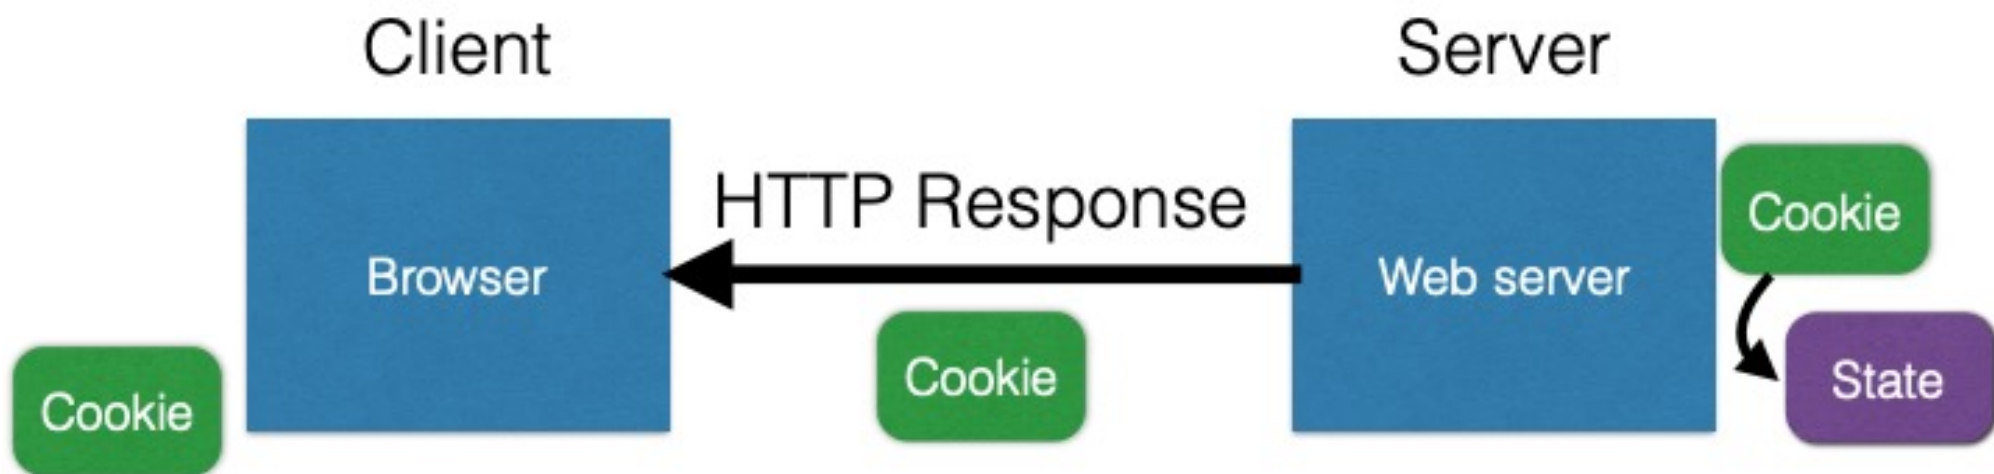 Client
Server
HTTP Response
Browser
Web server
Cookie
Cookie
Cookie
State